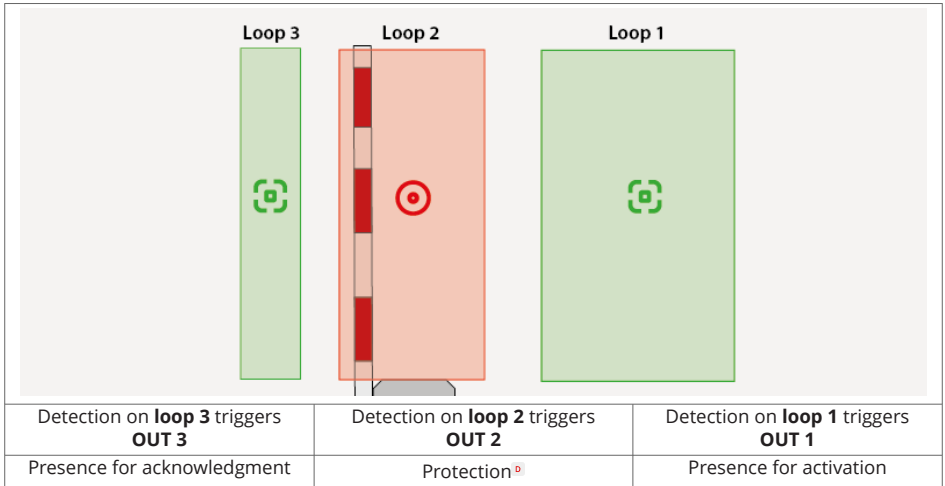 Loop 3 Loop 2 Loop 1
Detection on loop 3 triggers
OUT 3
Detection on loop 2 triggers
OUT 2
Detection on loop 1 triggers
OUT 1
Presence for acknowledgment
Protection D
Presence for activation